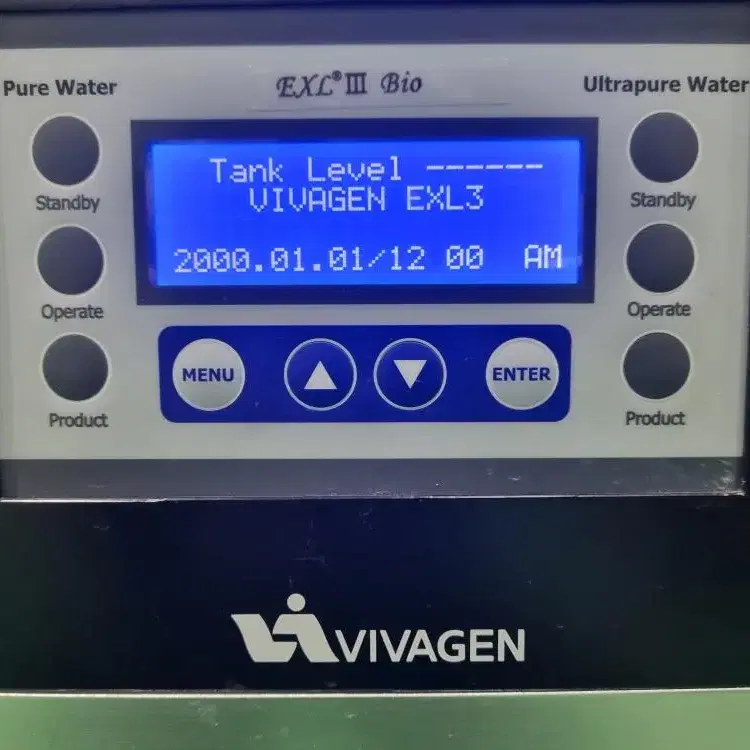 Pure Water
EXL® III Bio
Ultrapure Water
Tank Level ------
VIVAGEN EXL3
2000.01.01/12 00 AM
Standby
Operate
Product
Standby
Operate
Product
MENU
ENTER
VIVAGEN